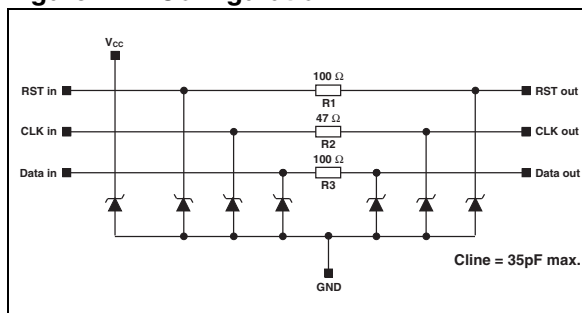 V_CC
RST in
100 Ω
R1
RST out
CLK in
47 Ω
R2
CLK out
Data in
100 Ω
R3
Data out
Cline = 35pF max.
GND